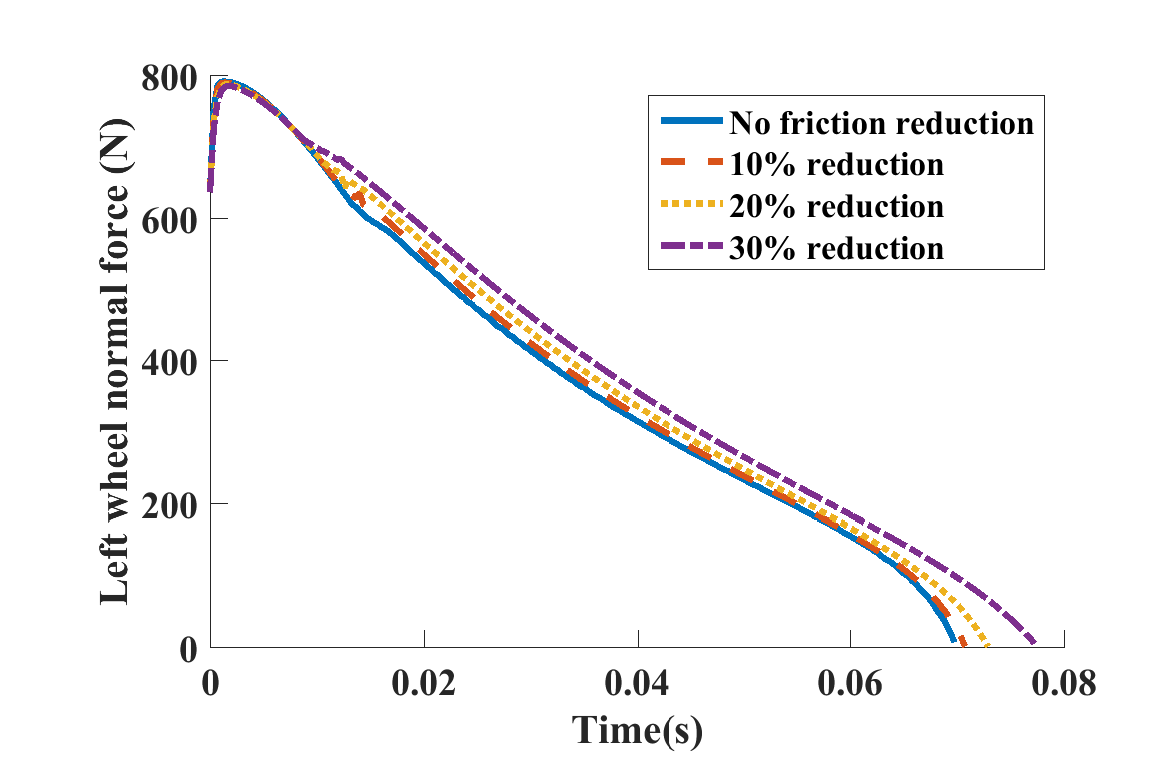 800
600
400
200
0
Left wheel normal force (N)
No friction reduction
10% reduction
20% reduction
30% reduction
0
0.02
0.04
0.06
0.08
Time(s)